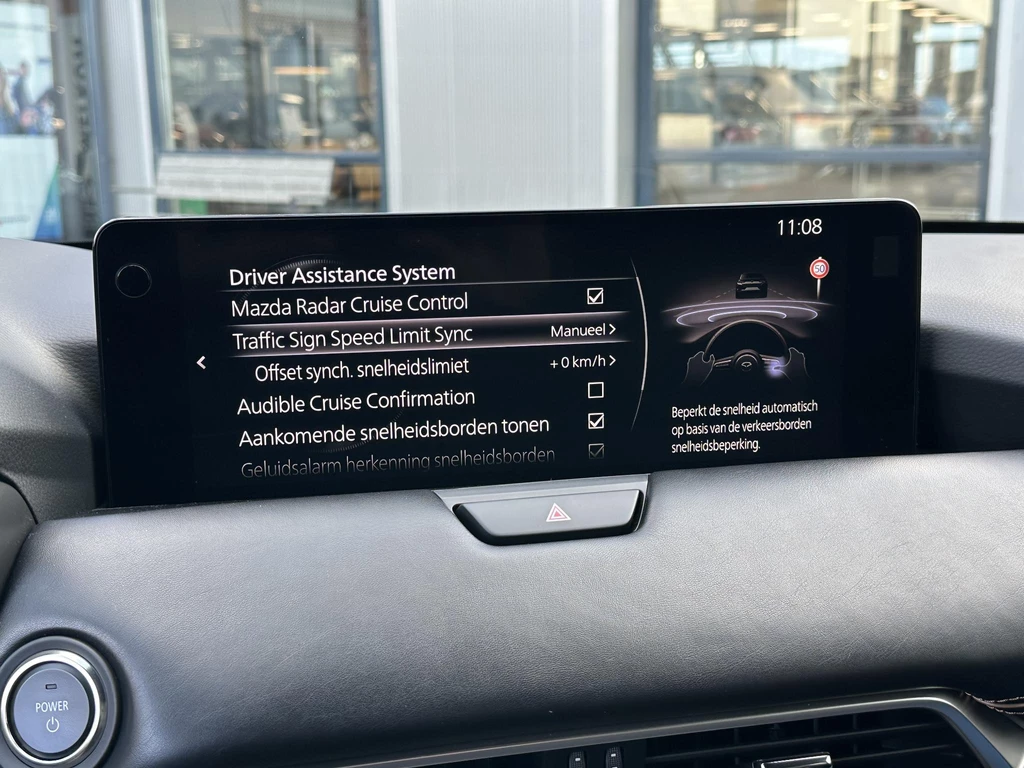 11:08
Driver Assistance System
Mazda Radar Cruise Control
Traffic Sign Speed Limit Sync Manueel
Offset synch. snelheidslimiet +0 km/h
Audible Cruise Confirmation
Aankomende snelheidsborden tonen
Geluidsalarm herkenning snelheidsborden
50
Beperkt de snelheid automatisch
op basis van de verkeersborden
snelheidsbeperking.
POWER